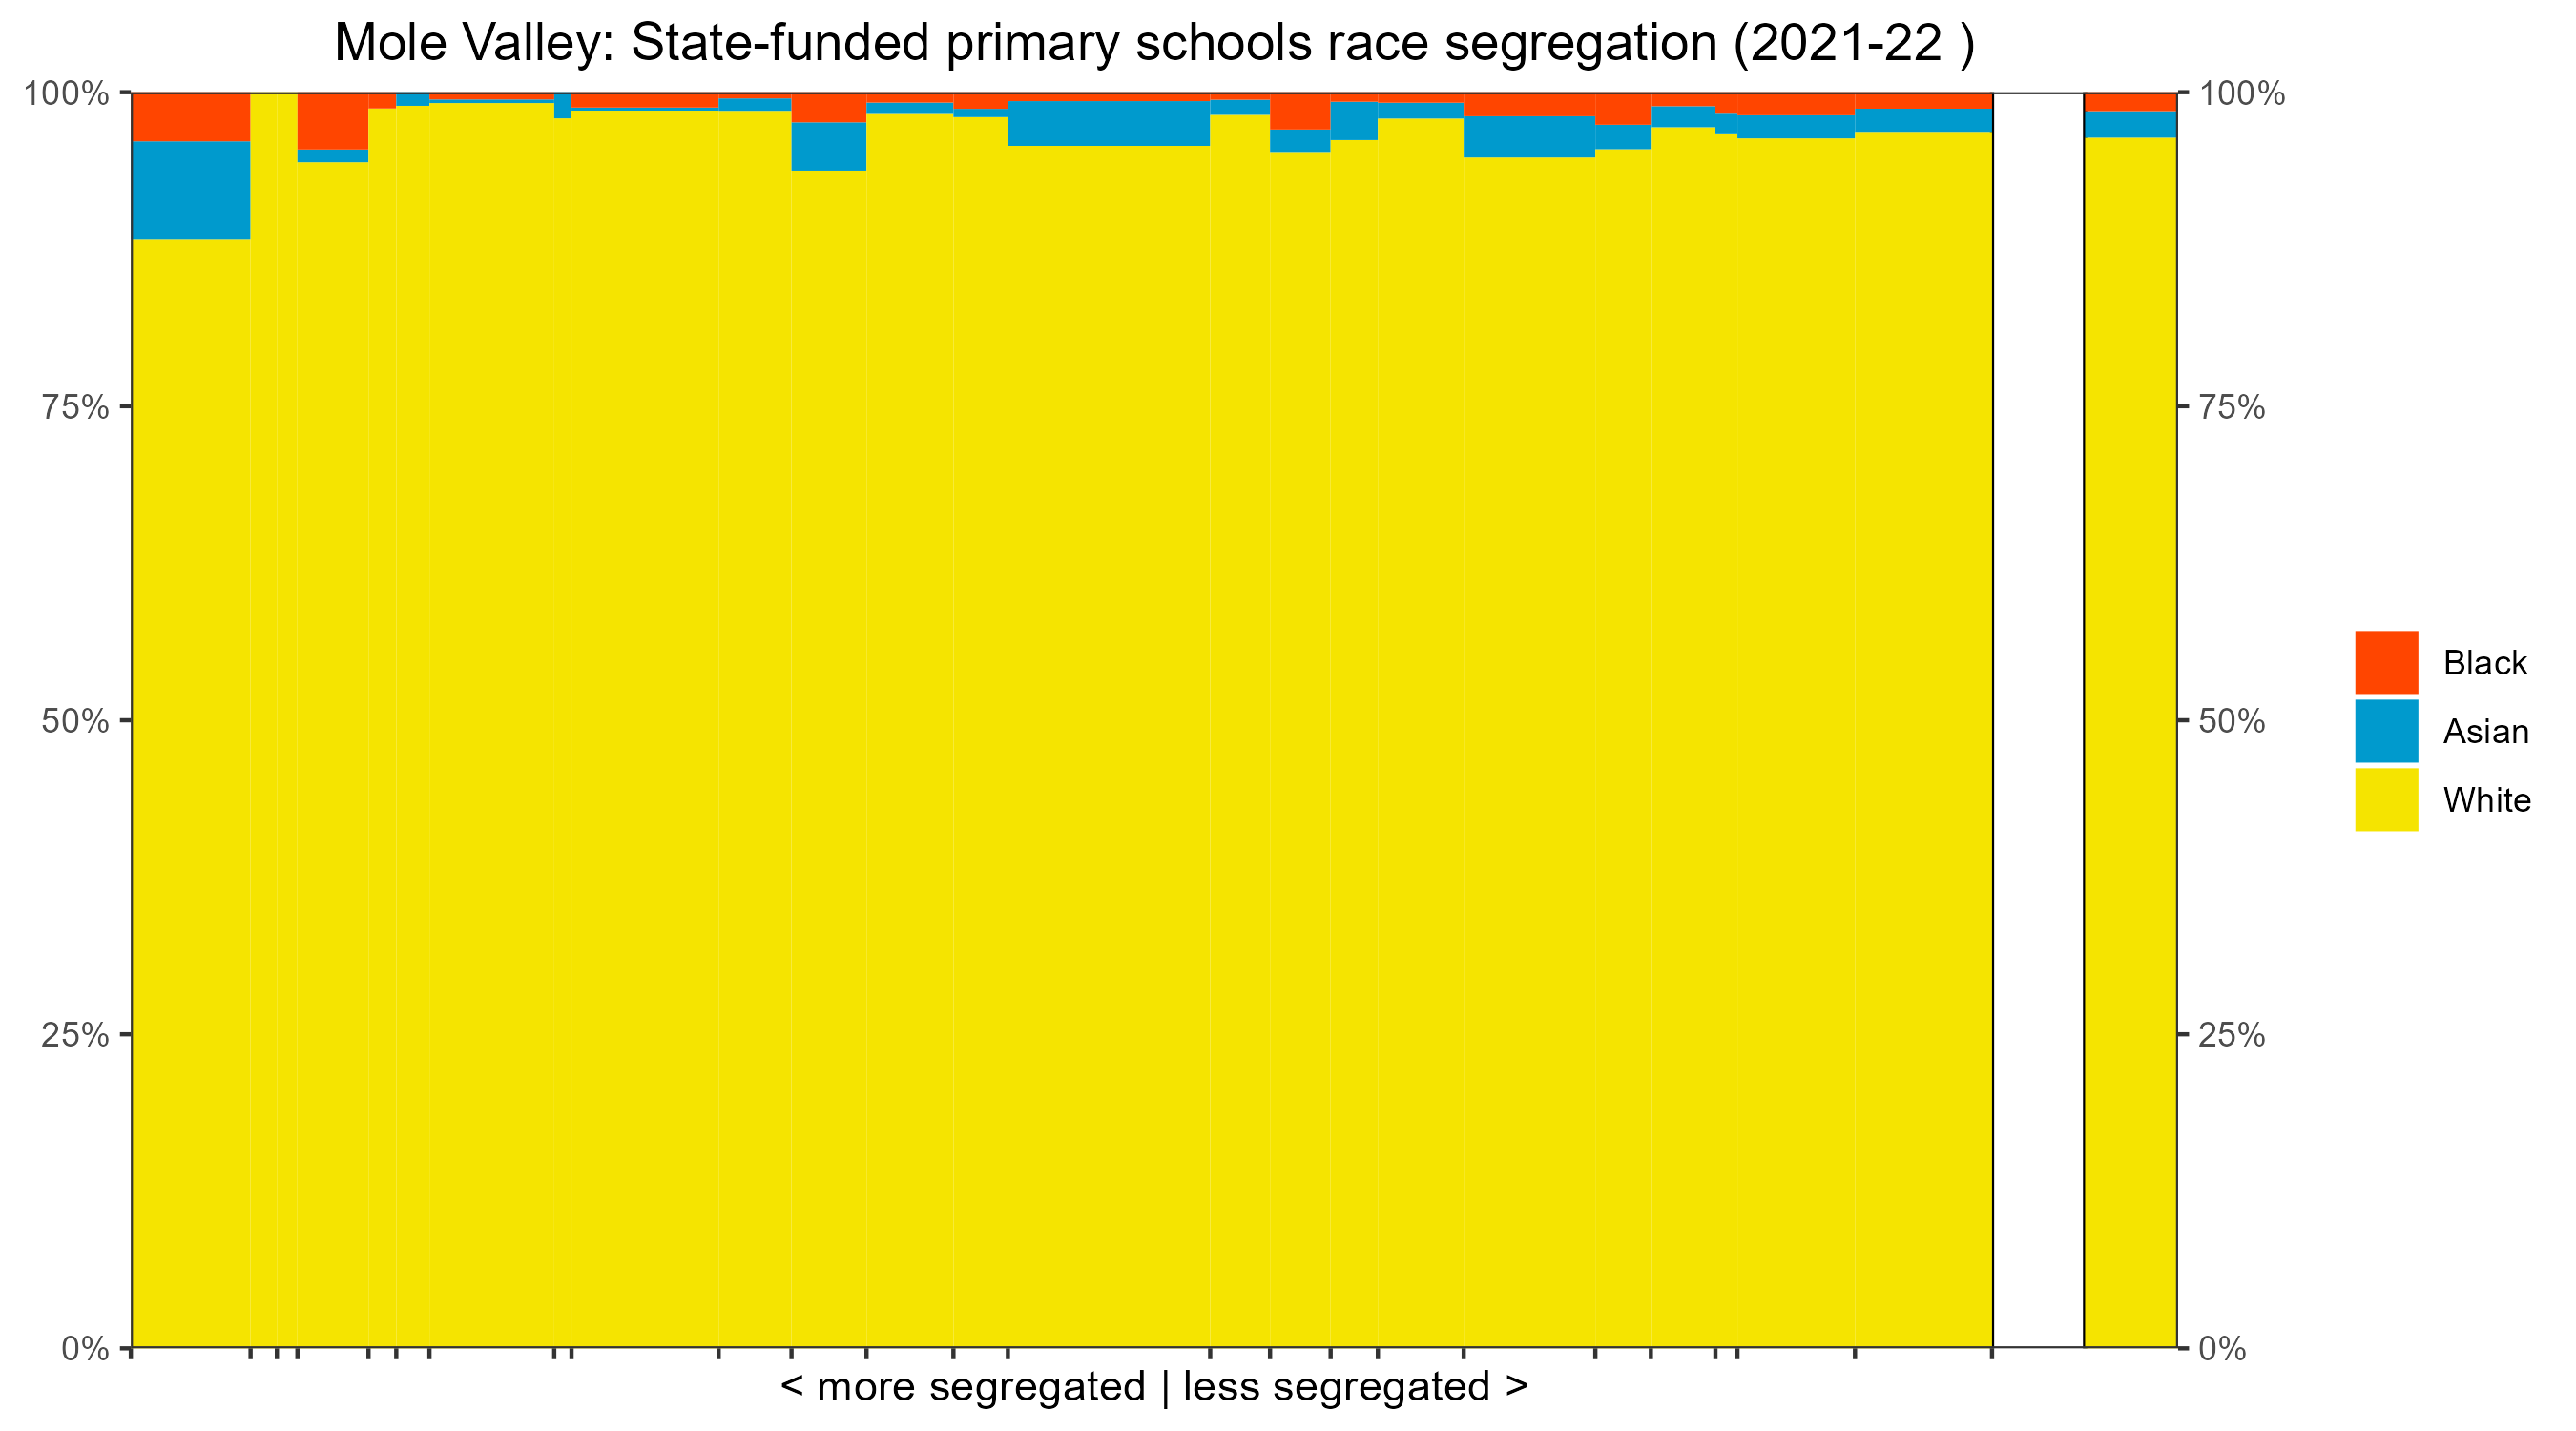 Mole Valley: State-funded primary schools race segregation (2021-22 )
100%
75%
50%
25%
0%
100%
75%
50%
25%
0%
Black
Asian
White
< more segregated | less segregated >